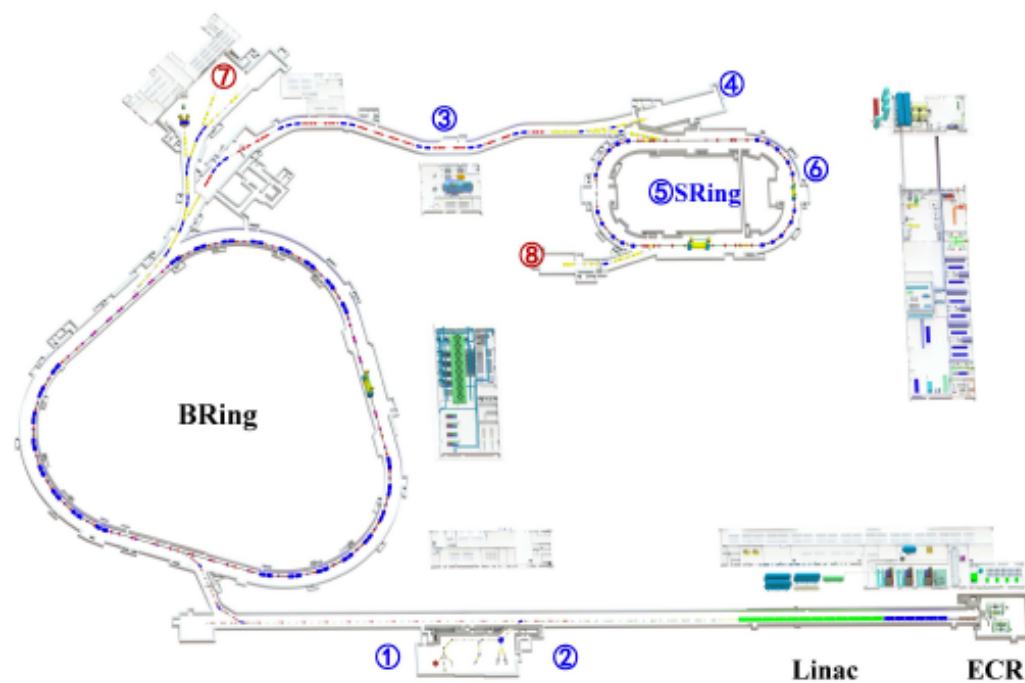 ⑦
④
③
⑥
⑤SRing
⑧
BRing
① ②
Linac ECR